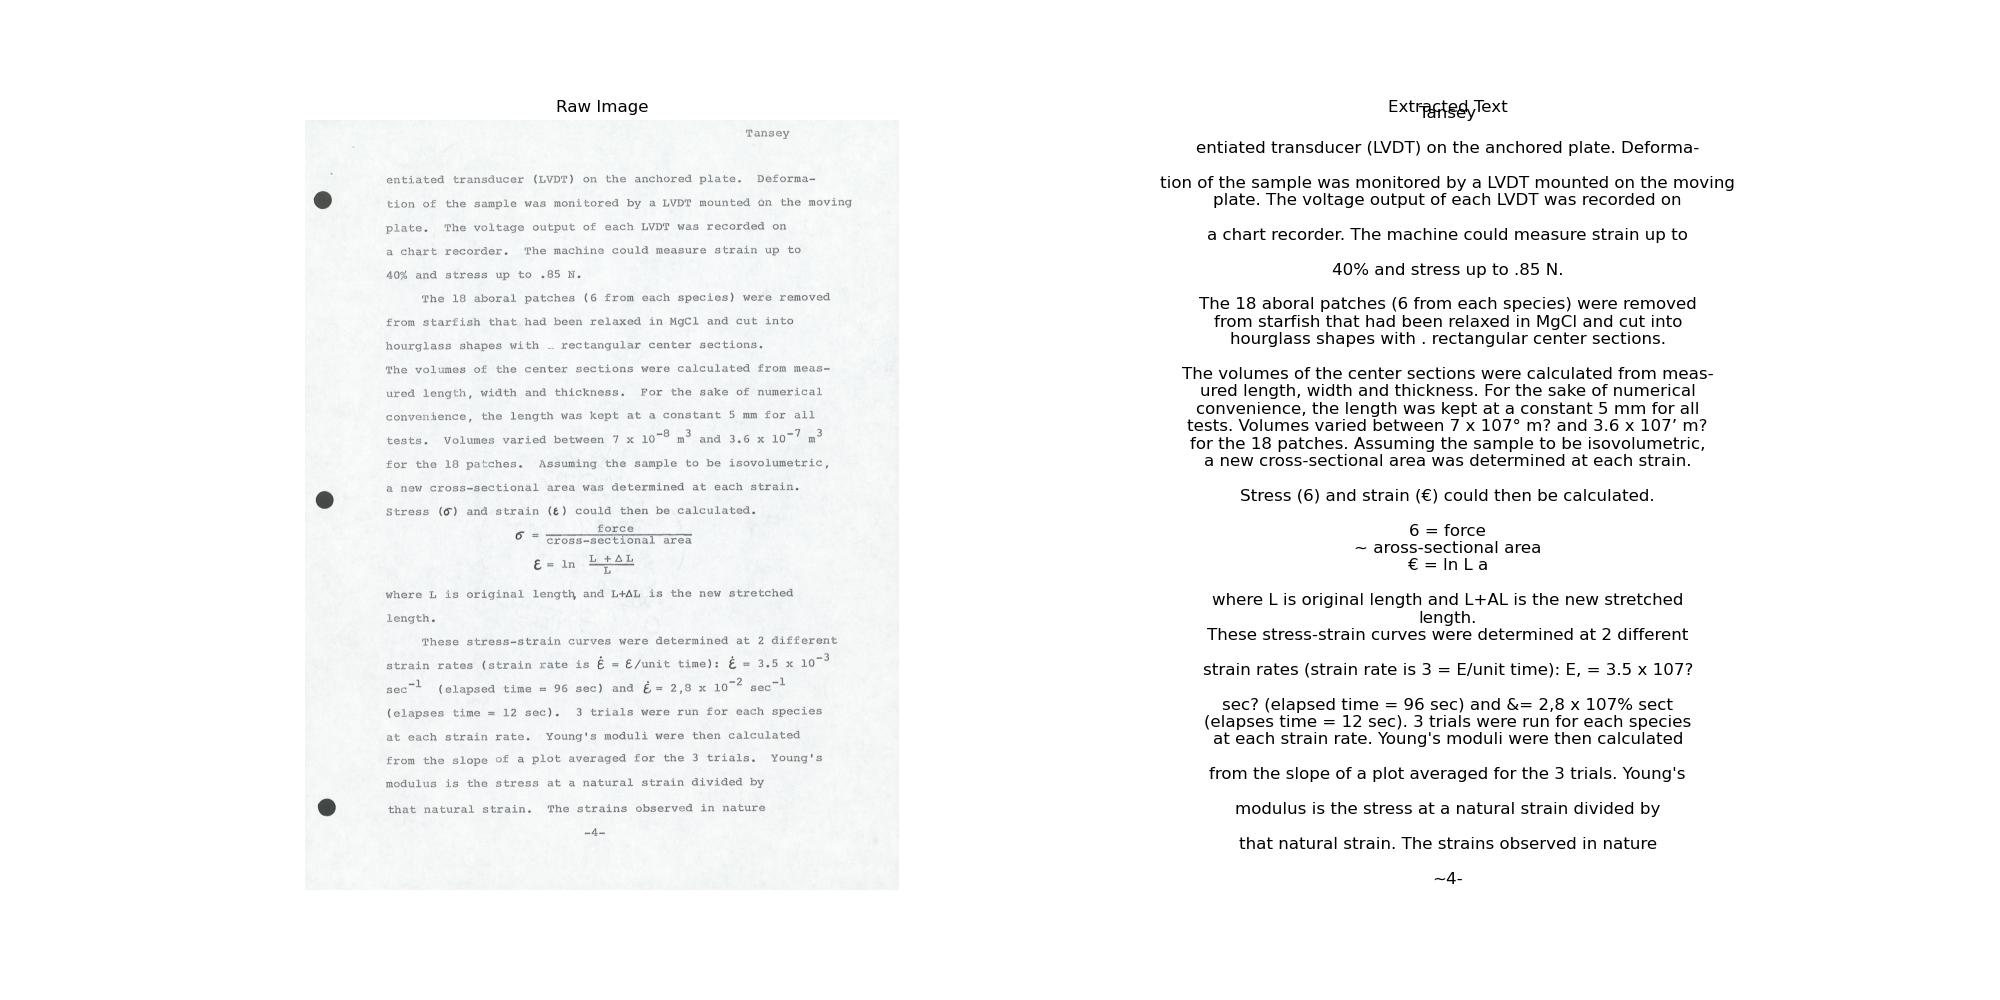 Raw Image
Tansey
entiated transducer (LVDT) on the anchored plate. Deforma-
tion of the sample was monitored by a LVDT mounted on the moving
plate. The voltage output of each LVDT was recorded on
a chart recorder. The machine could measure strain up to
40% and stress up to .85 N.
The 18 aboral patches (6 from each species) were removed
from starfish that had been relaxed in MgCl and cut into
hourglass shapes with rectangular center sections.
The volumes of the center sections were calculated from meas-
ured length, width and thickness. For the sake of numerical
convenience, the length was kept at a constant 5 mm for all
tests. Volumes varied between 7 x 10⁻⁸ m³ and 3.6 x 10⁻⁷ m³
for the 18 patches. Assuming the sample to be isovolumetric,
a new cross-sectional area was determined at each strain.
Stress (σ) and strain (ε) could then be calculated.
σ = force
cross-sectional area
ε = ln L + Δ L
L
where L is original length, and L+ΔL is the new stretched
length.
These stress-strain curves were determined at 2 different
strain rates (strain rate is ε̇ = ε/unit time): ε̇ = 3.5 x 10⁻³
sec⁻¹ (elapsed time = 96 sec) and ε̇ = 2,8 x 10⁻² sec⁻¹
(elapses time = 12 sec). 3 trials were run for each species
at each strain rate. Young's moduli were then calculated
from the slope of a plot averaged for the 3 trials. Young's
modulus is the stress at a natural strain divided by
that natural strain. The strains observed in nature
-4-
Extracted Text
Tansey
entiated transducer (LVDT) on the anchored plate. Deforma-
tion of the sample was monitored by a LVDT mounted on the moving
plate. The voltage output of each LVDT was recorded on
a chart recorder. The machine could measure strain up to
40% and stress up to .85 N.
The 18 aboral patches (6 from each species) were removed
from starfish that had been relaxed in MgCl and cut into
hourglass shapes with . rectangular center sections.
The volumes of the center sections were calculated from meas-
ured length, width and thickness. For the sake of numerical
convenience, the length was kept at a constant 5 mm for all
tests. Volumes varied between 7 x 107° m? and 3.6 x 107’ m?
for the 18 patches. Assuming the sample to be isovolumetric,
a new cross-sectional area was determined at each strain.
Stress (6) and strain (€) could then be calculated.
6 = force
~ aross-sectional area
€ = ln L a
where L is original length and L+AL is the new stretched
length.
These stress-strain curves were determined at 2 different
strain rates (strain rate is 3 = E/unit time): E, = 3.5 x 107?
sec? (elapsed time = 96 sec) and &= 2,8 x 107% sect
(elapses time = 12 sec). 3 trials were run for each species
at each strain rate. Young's moduli were then calculated
from the slope of a plot averaged for the 3 trials. Young's
modulus is the stress at a natural strain divided by
that natural strain. The strains observed in nature
~4-